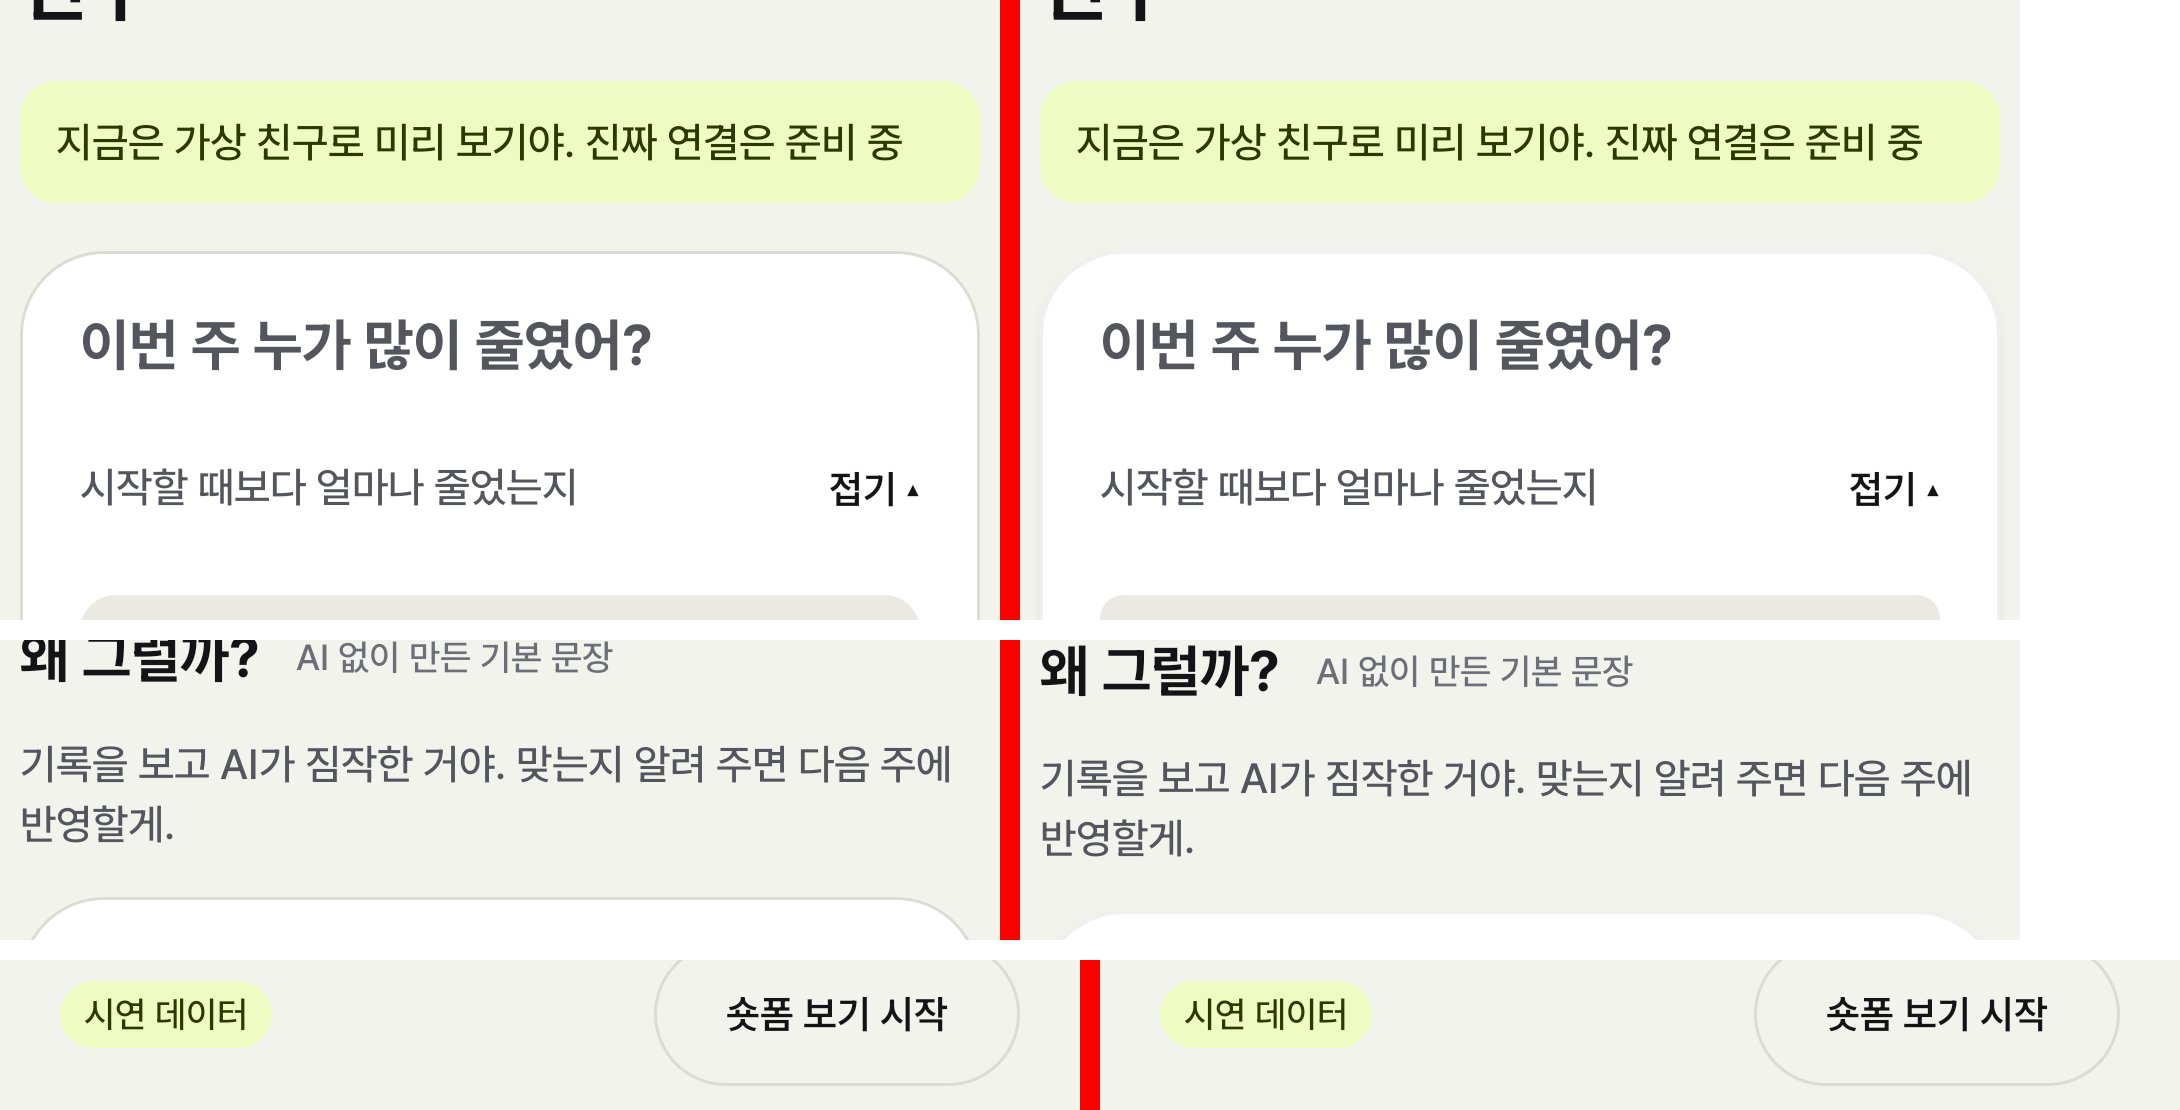 지금은 가상 친구로 미리 보기야. 진짜 연결은 준비 중
이번 주 누가 많이 줄였어?
시작할 때보다 얼마나 줄었는지
접기 ▲
지금은 가상 친구로 미리 보기야. 진짜 연결은 준비 중
이번 주 누가 많이 줄였어?
시작할 때보다 얼마나 줄었는지
접기 ▲
왜 그럴까? AI 없이 만든 기본 문장
기록을 보고 AI가 짐작한 거야. 맞는지 알려 주면 다음 주에
반영할게.
왜 그럴까? AI 없이 만든 기본 문장
기록을 보고 AI가 짐작한 거야. 맞는지 알려 주면 다음 주에
반영할게.
시연 데이터
숏폼 보기 시작
시연 데이터
숏폼 보기 시작